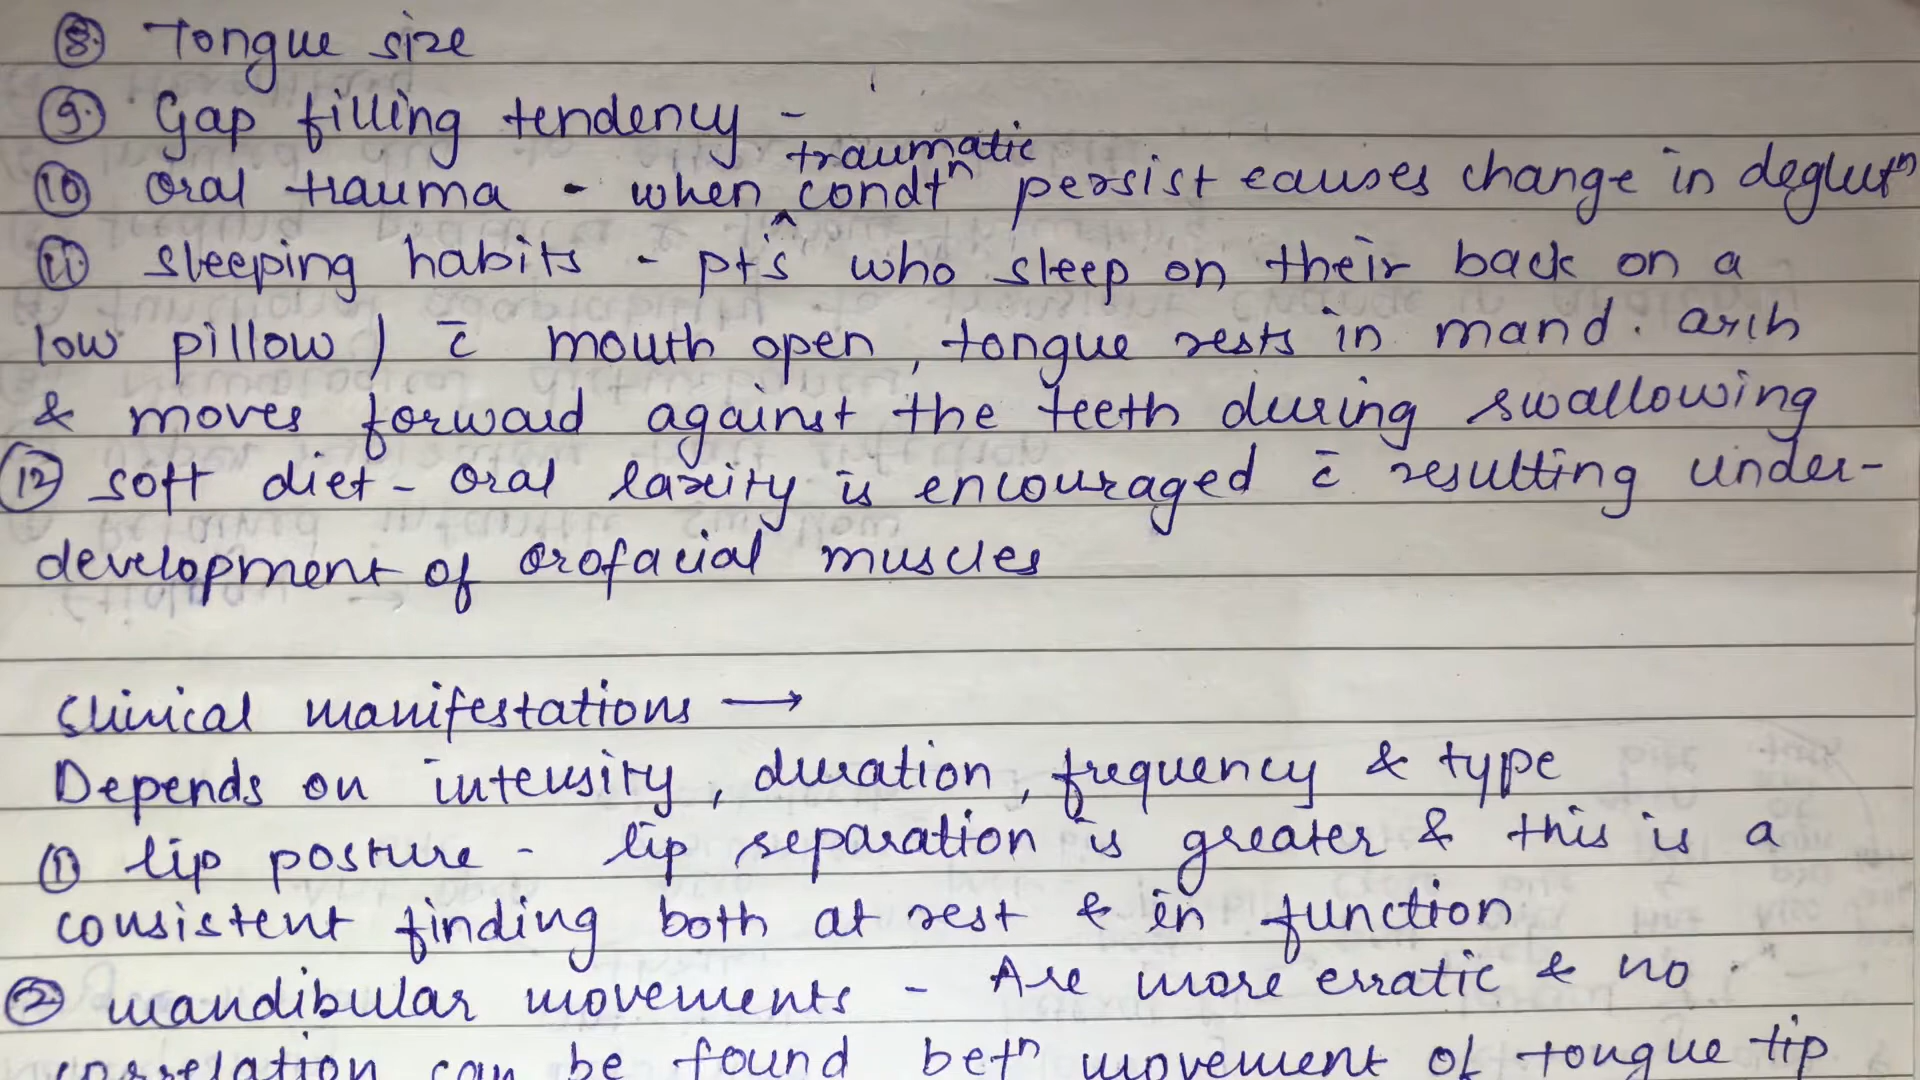 ⑧ Tongue size
⑨ Gap filling tendency -
⑩ Oral trauma - when traumatic condtⁿ persist causes change in deglutⁿ
⑪ sleeping habits - pt's who sleep on their back on a
low pillow) c̄ mouth open, tongue rests in mand. arch
& moves forward against the teeth during swallowing
⑫ soft diet - oral laxity is encouraged c̄ resulting under-
development of orofacial muscles
Clinical manifestations →
Depends on intensity, duration, frequency & type
① lip posture - lip separation is greater & this is a
consistent finding both at rest & in function
② mandibular movements - Are more erratic & no
correlation can be found betⁿ movement of tongue tip